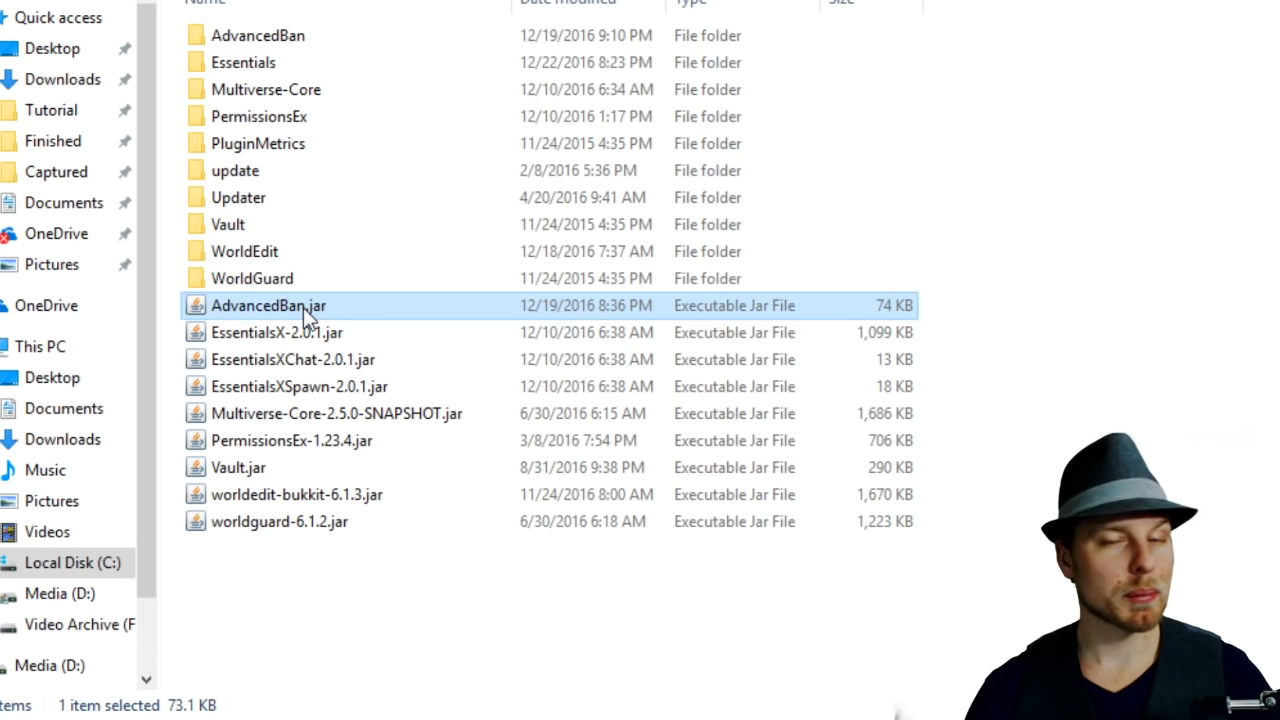 Name Date modified Type Size
Quick access
Desktop
Downloads
Tutorial
Finished
Captured
Documents
OneDrive
Pictures
OneDrive
This PC
Desktop
Documents
Downloads
Music
Pictures
Videos
Local Disk (C:)
Media (D:)
Video Archive (F
Media (D:)
AdvancedBan 12/19/2016 9:10 PM File folder
Essentials 12/22/2016 8:23 PM File folder
Multiverse-Core 12/10/2016 6:34 AM File folder
PermissionsEx 12/10/2016 1:17 PM File folder
PluginMetrics 11/24/2015 4:35 PM File folder
update 2/8/2016 5:36 PM File folder
Updater 4/20/2016 9:41 AM File folder
Vault 11/24/2015 4:35 PM File folder
WorldEdit 12/18/2016 7:37 AM File folder
WorldGuard 11/24/2015 4:35 PM File folder
AdvancedBan.jar 12/19/2016 8:36 PM Executable Jar File 74 KB
EssentialsX-2.0.1.jar 12/10/2016 6:38 AM Executable Jar File 1,099 KB
EssentialsXChat-2.0.1.jar 12/10/2016 6:38 AM Executable Jar File 13 KB
EssentialsXSpawn-2.0.1.jar 12/10/2016 6:38 AM Executable Jar File 18 KB
Multiverse-Core-2.5.0-SNAPSHOT.jar 6/30/2016 6:15 AM Executable Jar File 1,686 KB
PermissionsEx-1.23.4.jar 3/8/2016 7:54 PM Executable Jar File 706 KB
Vault.jar 8/31/2016 9:38 PM Executable Jar File 290 KB
worldedit-bukkit-6.1.3.jar 11/24/2016 8:00 AM Executable Jar File 1,670 KB
worldguard-6.1.2.jar 6/30/2016 6:18 AM Executable Jar File 1,223 KB
tems 1 item selected 73.1 KB